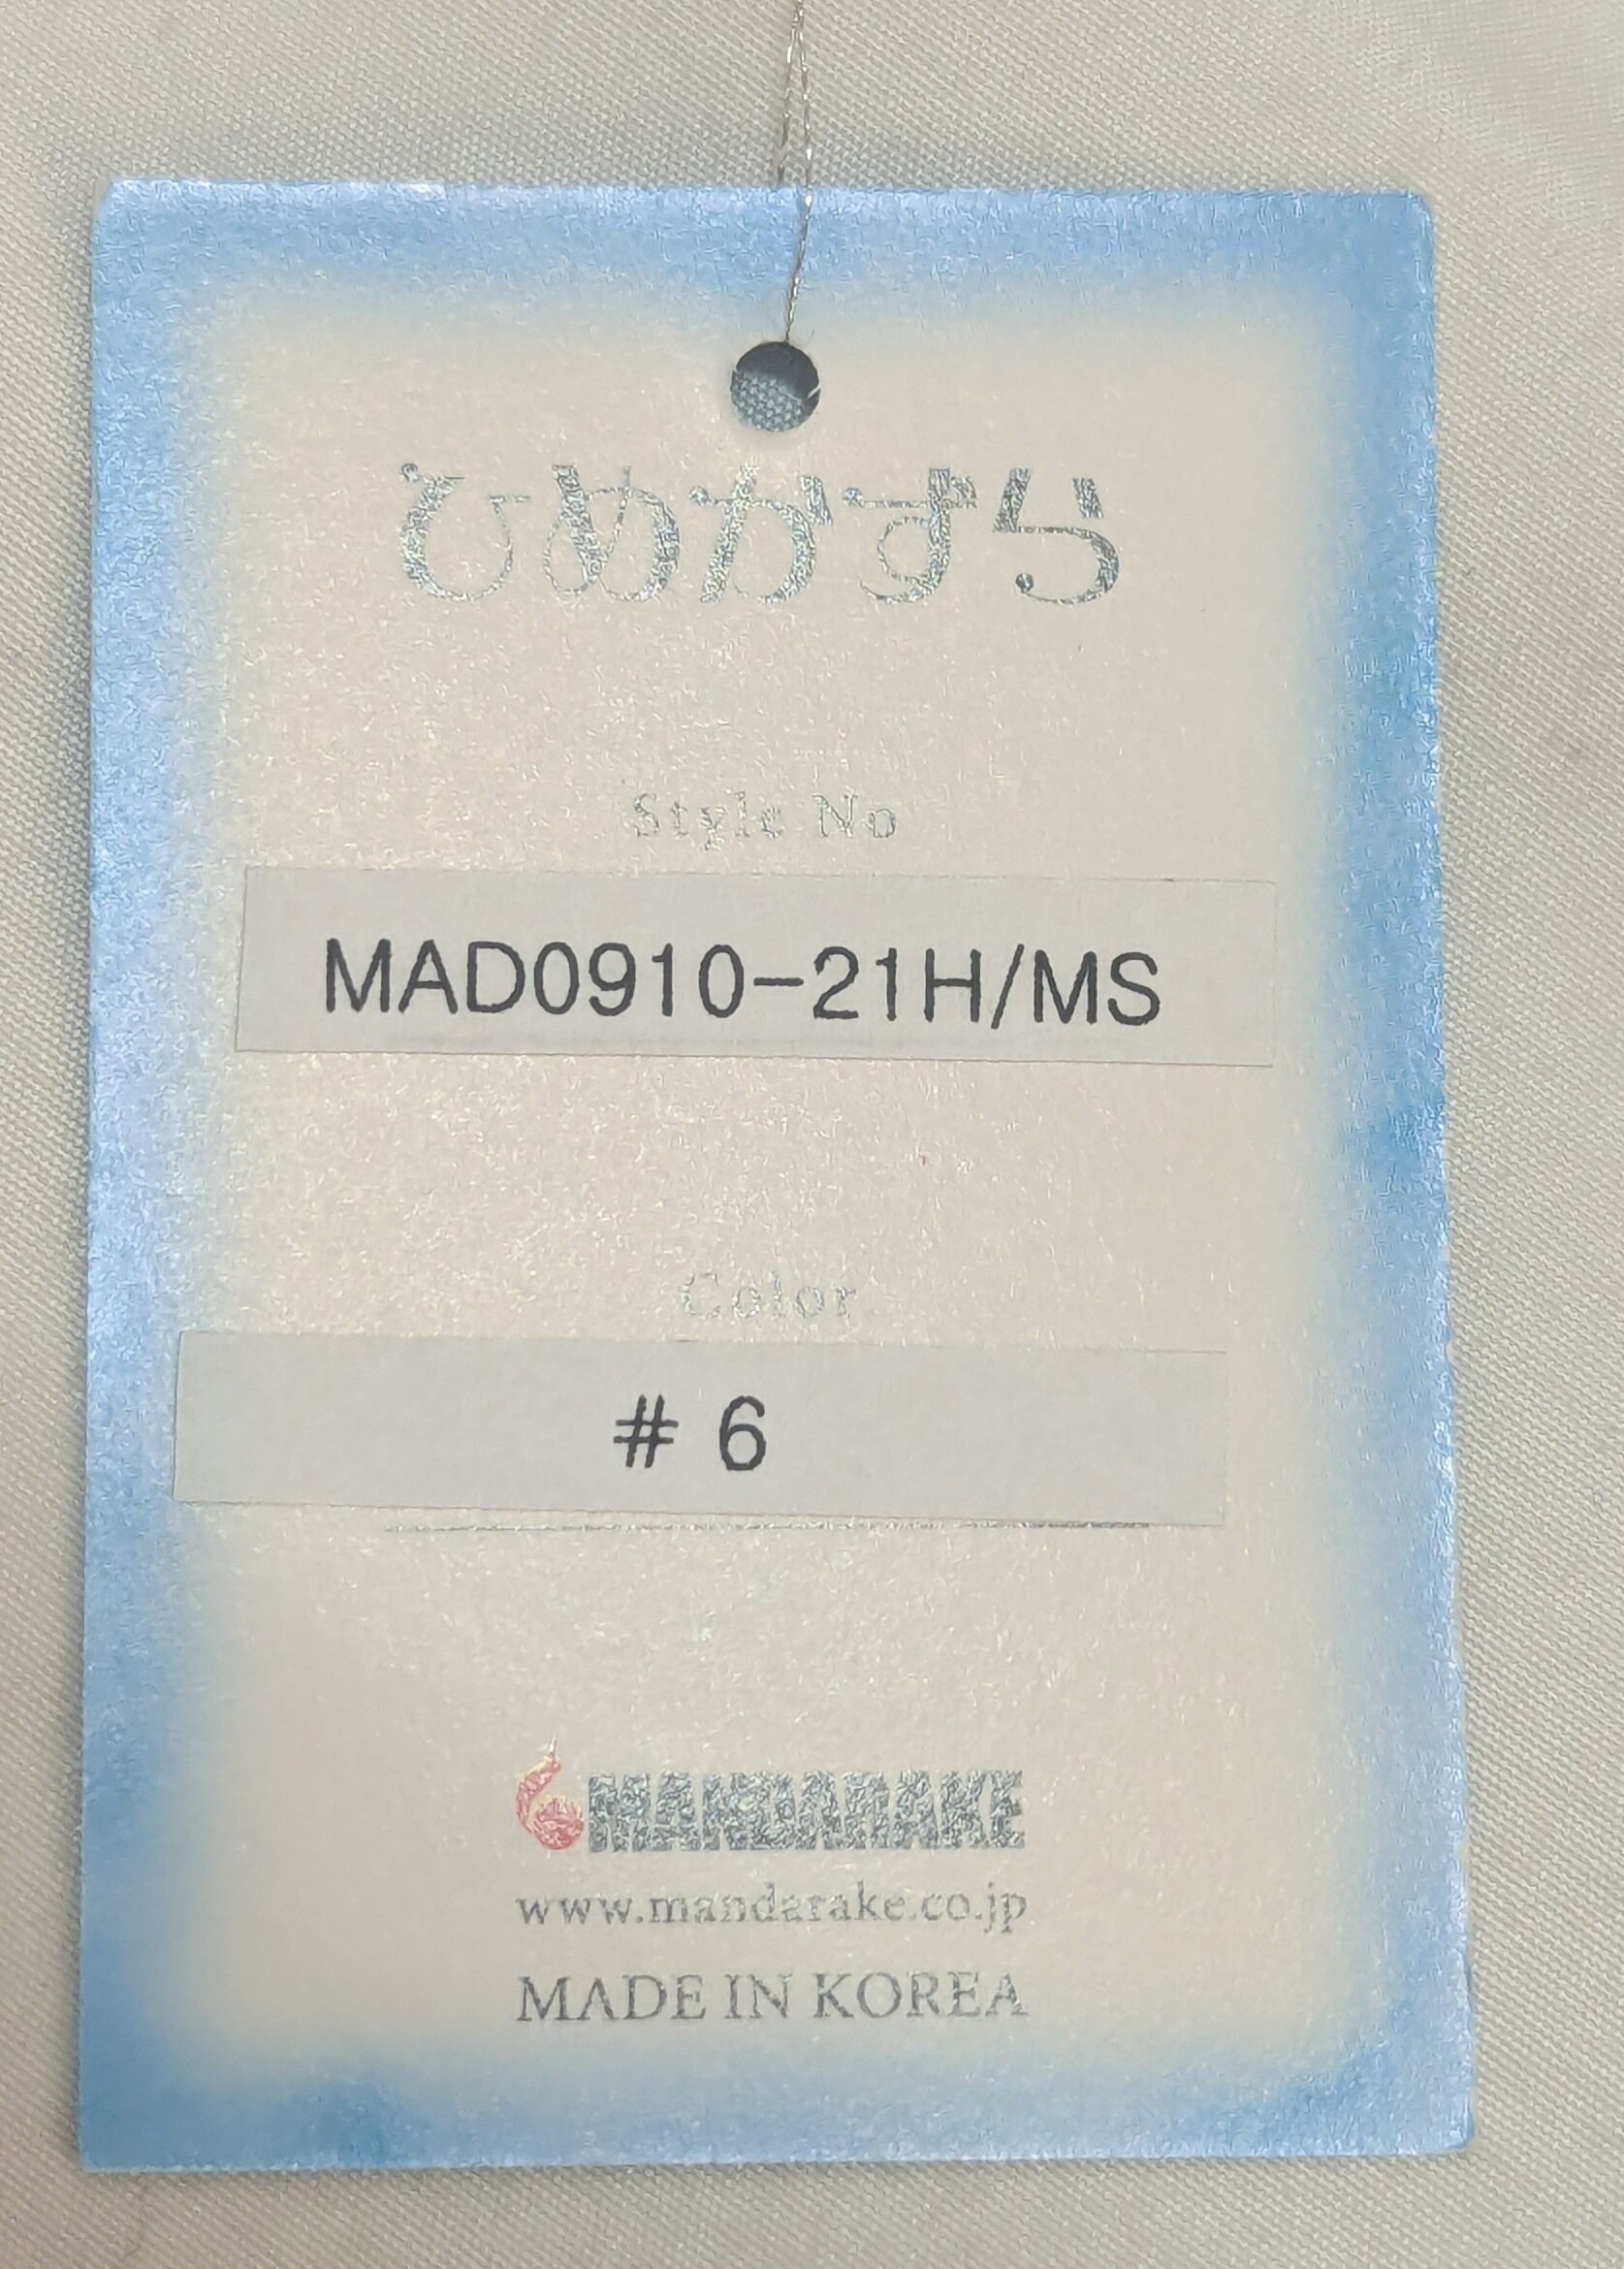 ひめかずら
Style No
MAD0910-21H/MS
Color
# 6
MANDARAKE
www.mandarake.co.jp
MADE IN KOREA